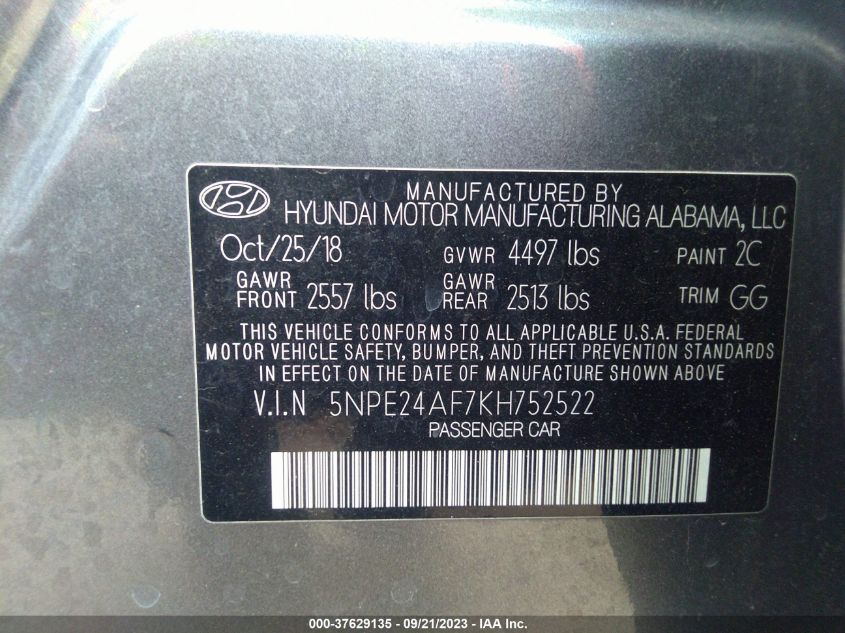 MANUFACTURED BY
HYUNDAI MOTOR MANUFACTURING ALABAMA, LLC
Oct/25/18 GVWR 4497 lbs PAINT 2C
GAWR FRONT 2557 lbs GAWR REAR 2513 lbs TRIM GG
THIS VEHICLE CONFORMS TO ALL APPLICABLE U.S.A. FEDERAL
MOTOR VEHICLE SAFETY, BUMPER, AND THEFT PREVENTION STANDARDS
IN EFFECT ON THE DATE OF MANUFACTURE SHOWN ABOVE
V.I.N 5NPE24AF7KH752522
PASSENGER CAR
000-37629135 - 09/21/2023 - IAA Inc.